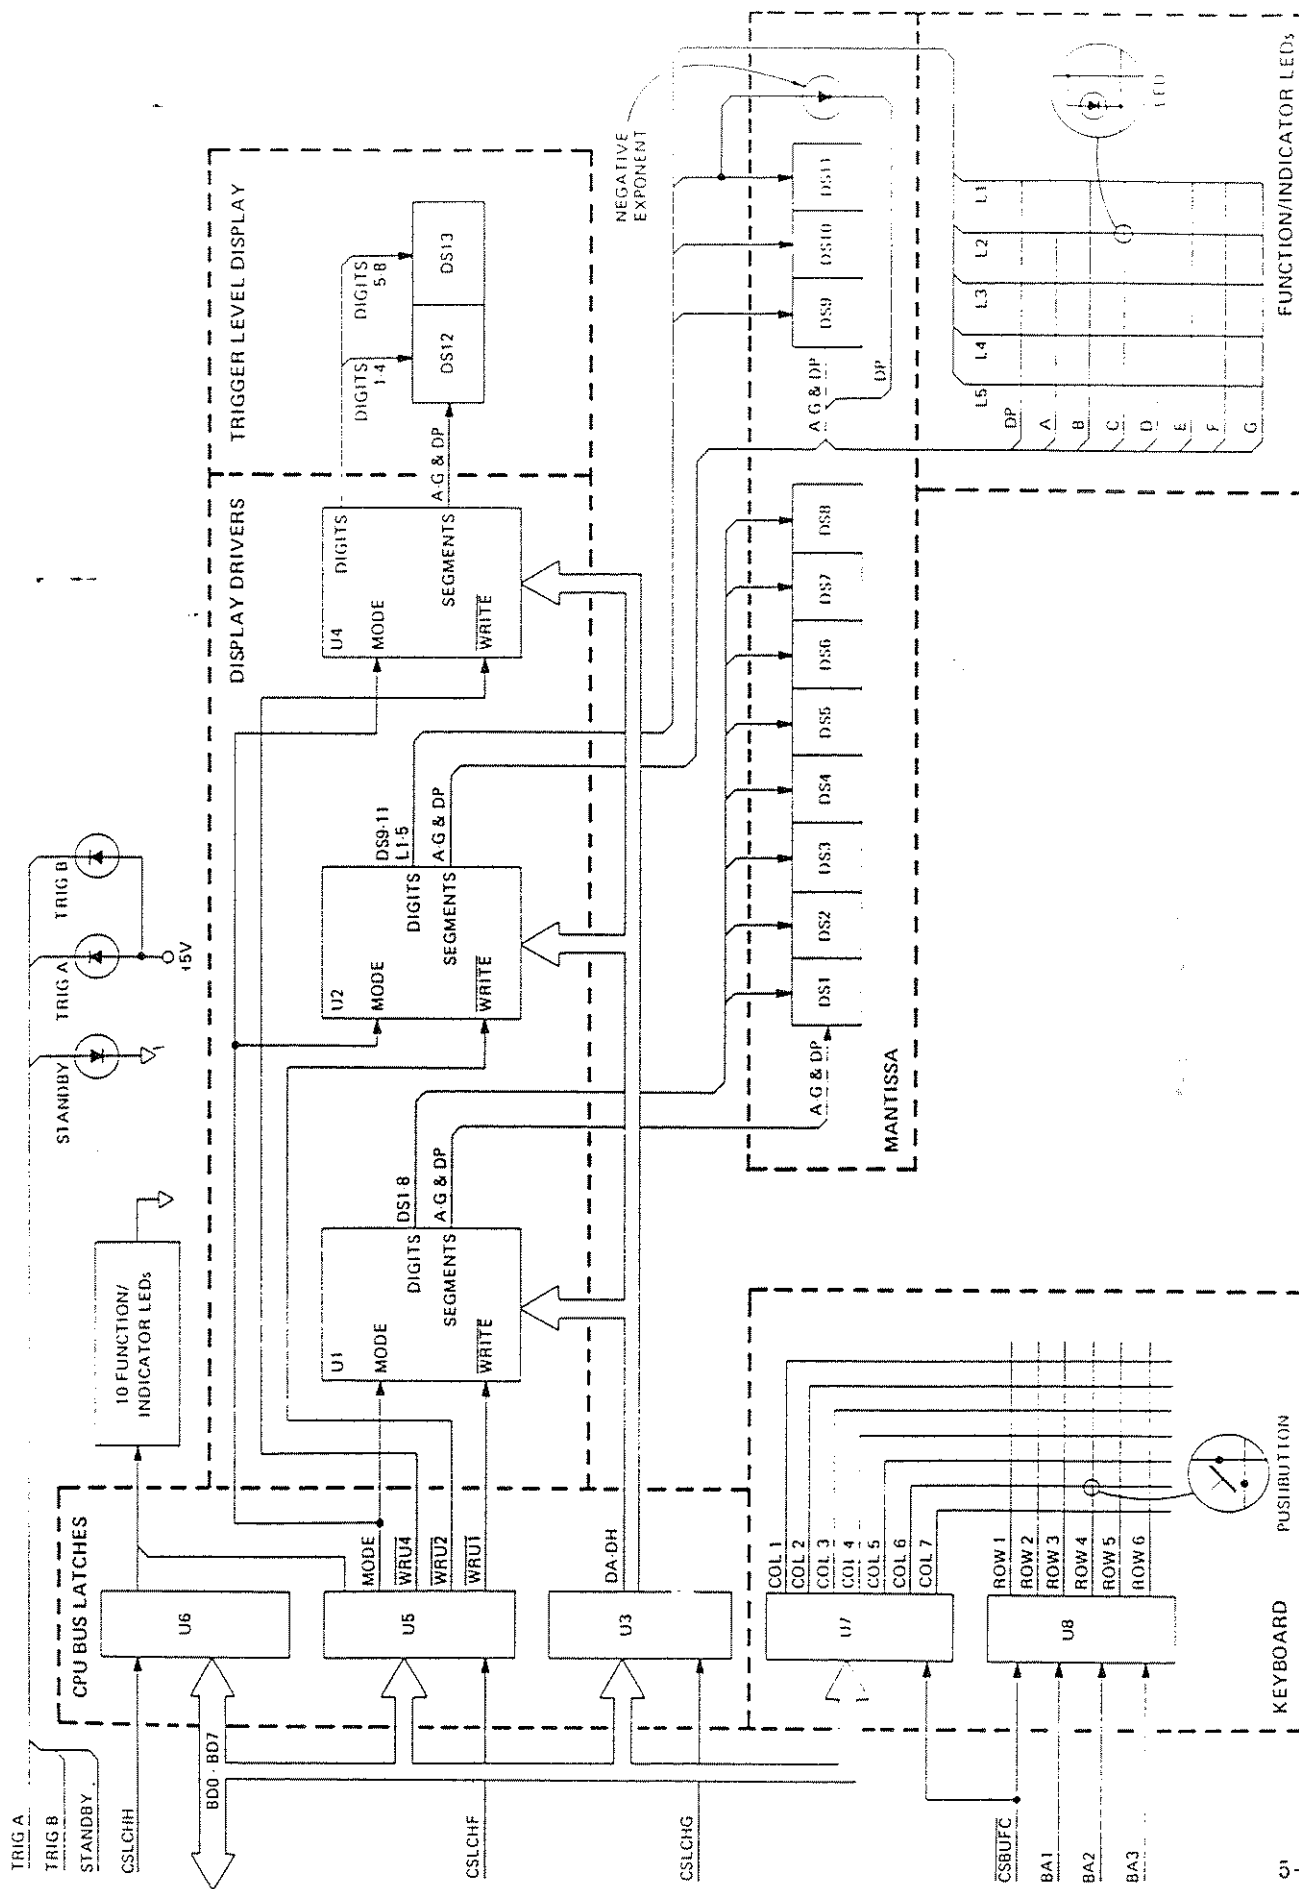 TRIG A
TRIG B
STANDBY
CSLCHH
BD0 - BD7
CSLCHF
CSLCHG
CSBUFC
BA1
BA2
BA3
CPU BUS LATCHES
U6
U5
MODE
WRU4
WRU2
WRU1
U3
DA-DH
10 FUNCTION/
INDICATOR LEDs
STANDBY
TRIG A
TRIG B
+5V
DISPLAY DRIVERS
U1
MODE
DIGITS
SEGMENTS
WRITE
DS1-8
A-G & DP
U2
MODE
DIGITS
SEGMENTS
WRITE
DS9-11
L1-5
A-G & DP
U4
MODE
DIGITS
SEGMENTS
WRITE
A-G & DP
TRIGGER LEVEL DISPLAY
DIGITS
1-4
DIGITS
5-8
DS12
DS13
KEYBOARD
U7
COL 1
COL 2
COL 3
COL 4
COL 5
COL 6
COL 7
U8
ROW 1
ROW 2
ROW 3
ROW 4
ROW 5
ROW 6
PUSHBUTTON
MANTISSA
A-G & DP
DS1
DS2
DS3
DS4
DS5
DS6
DS7
DS8
A-G & DP
DS9
DS10
DS11
DP
NEGATIVE
EXPONENT
L5
L4
L3
L2
L1
DP
A
B
C
D
E
F
G
LED
FUNCTION/INDICATOR LEDs